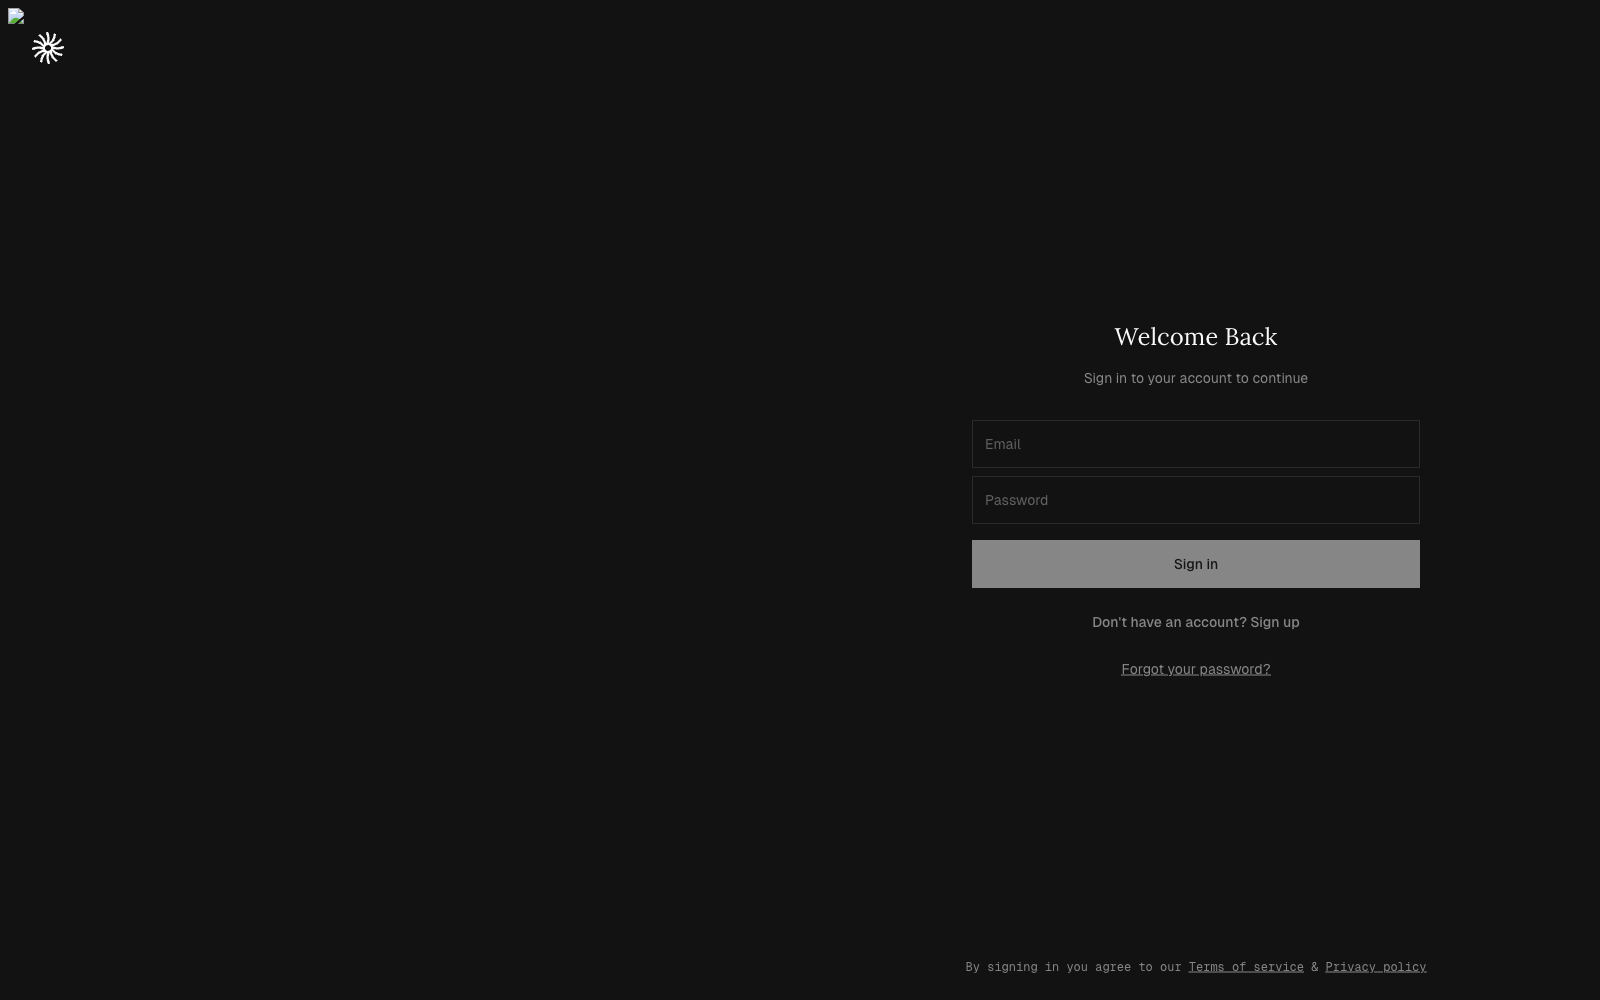 Welcome Back
Sign in to your account to continue
Email
Password
Sign in
Don't have an account? Sign up
Forgot your password?
By signing in you agree to our Terms of service & Privacy policy